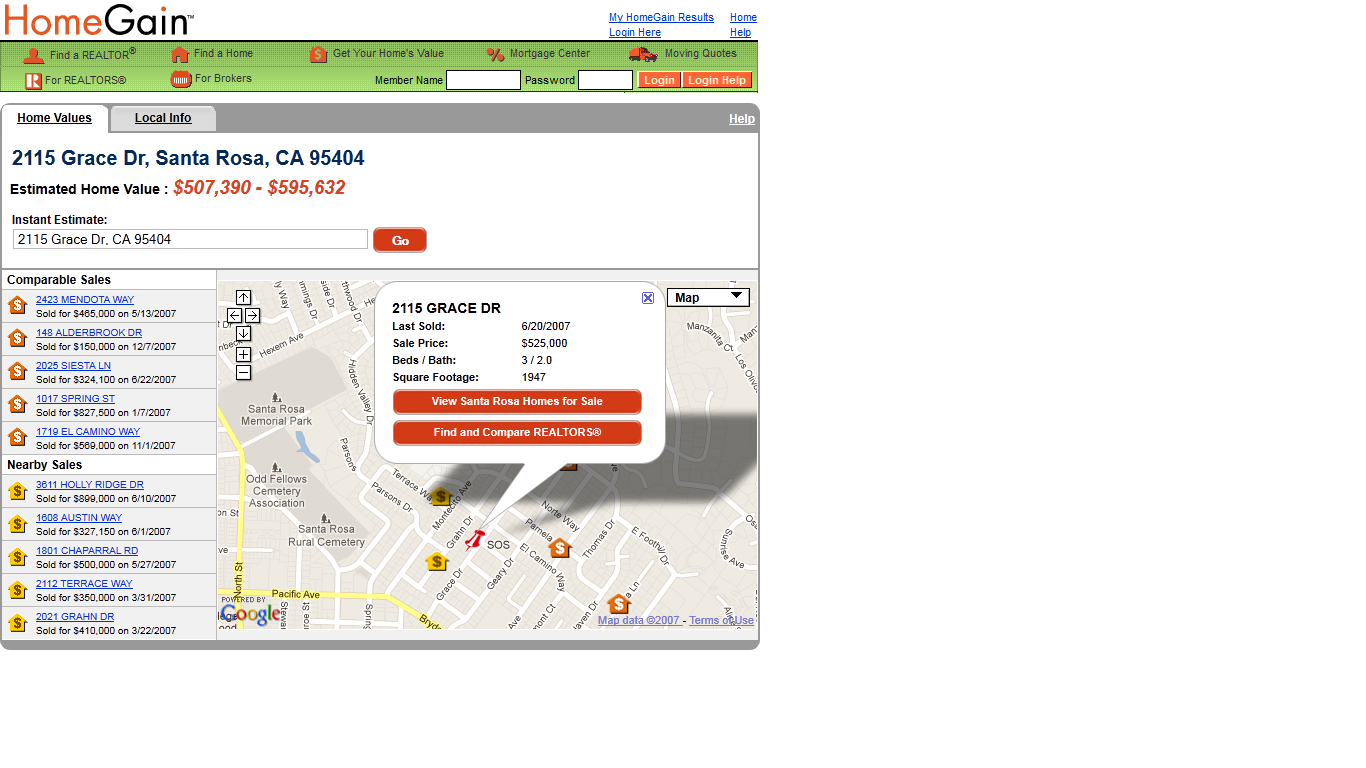 HomeGain™
My HomeGain Results Home
Login Here Help
Find a REALTOR® Find a Home Get Your Home's Value Mortgage Center Moving Quotes
For REALTORS® For Brokers Member Name Password Login Login Help
Home Values Local Info Help
2115 Grace Dr, Santa Rosa, CA 95404
Estimated Home Value : $507,390 - $595,632
Instant Estimate:
2115 Grace Dr, CA 95404 Go
Comparable Sales
2423 MENDOTA WAY
Sold for $465,000 on 5/13/2007
148 ALDERBROOK DR
Sold for $150,000 on 12/7/2007
2025 SIESTA LN
Sold for $324,100 on 6/22/2007
1017 SPRING ST
Sold for $827,500 on 1/7/2007
1719 EL CAMINO WAY
Sold for $569,000 on 11/1/2007
Nearby Sales
3611 HOLLY RIDGE DR
Sold for $899,000 on 6/10/2007
1608 AUSTIN WAY
Sold for $327,150 on 6/1/2007
1801 CHAPARRAL RD
Sold for $500,000 on 5/27/2007
2112 TERRACE WAY
Sold for $350,000 on 3/31/2007
2021 GRAHN DR
Sold for $410,000 on 3/22/2007
Map
2115 GRACE DR
Last Sold: 6/20/2007
Sale Price: $525,000
Beds / Bath: 3 / 2.0
Square Footage: 1947
View Santa Rosa Homes for Sale
Find and Compare REALTORS®
Hexem Ave
Hidden Valley Dr
Manzanita Ct
Los Oliv
Santa Rosa
Memorial Park
Parsons
Odd Fellows
Cemetery
Association
Terrace Way
Parsons Dr
Montecito Ave
Santa Rosa
Rural Cemetery
Grahn Dr
SOS
Norte Way
Pamela
El Camino Way
Thomas Dr
E Foothill Dr
Sunrise Ave
Grace Dr
Geary Dr
North St
Pacific Ave
POWERED BY
Google
Map data ©2007 - Terms of Use